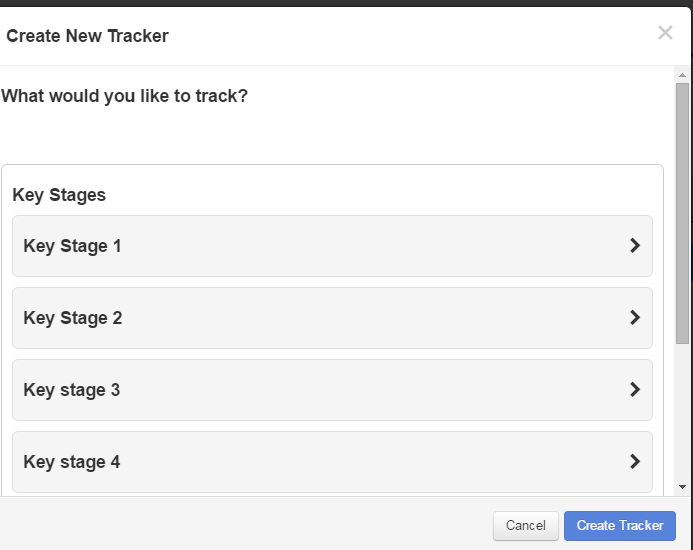 Create New Tracker
What would you like to track?
Key Stages
Key Stage 1
Key Stage 2
Key stage 3
Key stage 4
Cancel Create Tracker